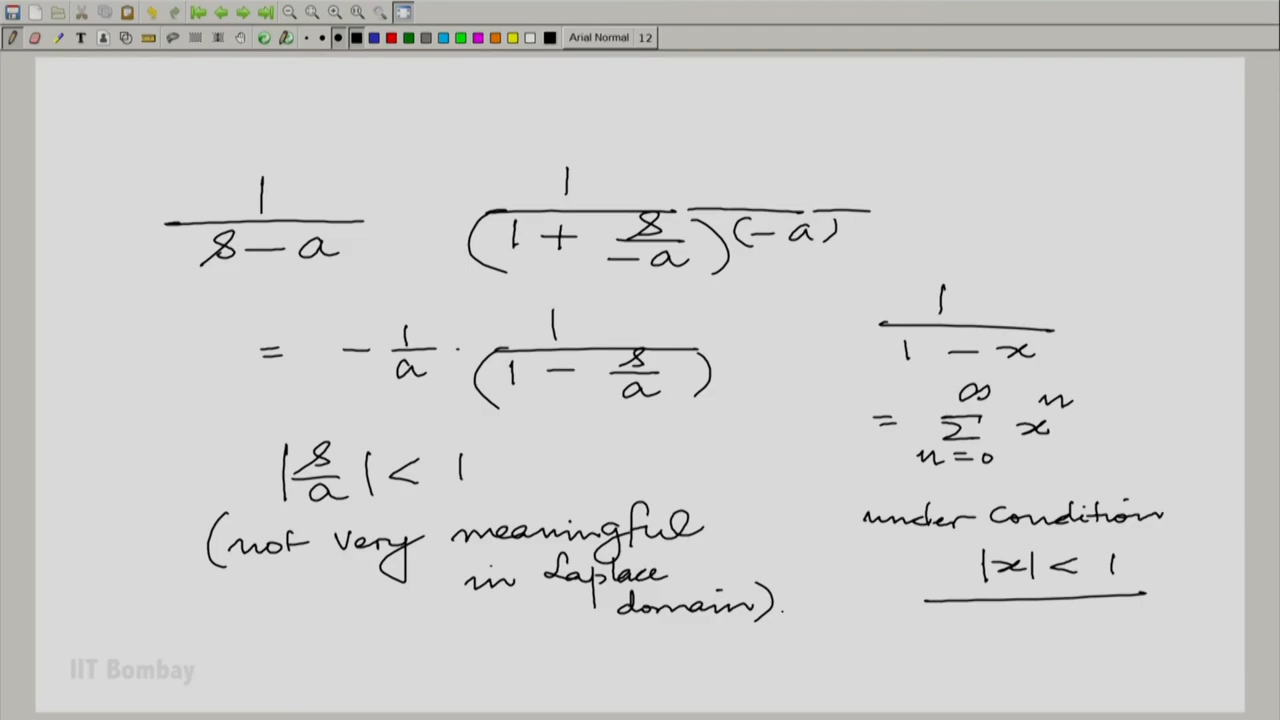 Arial Normal 12
1/(s - a)    1/((1 + s/(-a))(-a))
= - 1/a · 1/(1 - s/a)
|s/a| < 1
(not very meaningful
in Laplace
domain).
1/(1 - x)
= ∑_{n=0}^{∞} x^n
under condition
|x| < 1
IIT Bombay